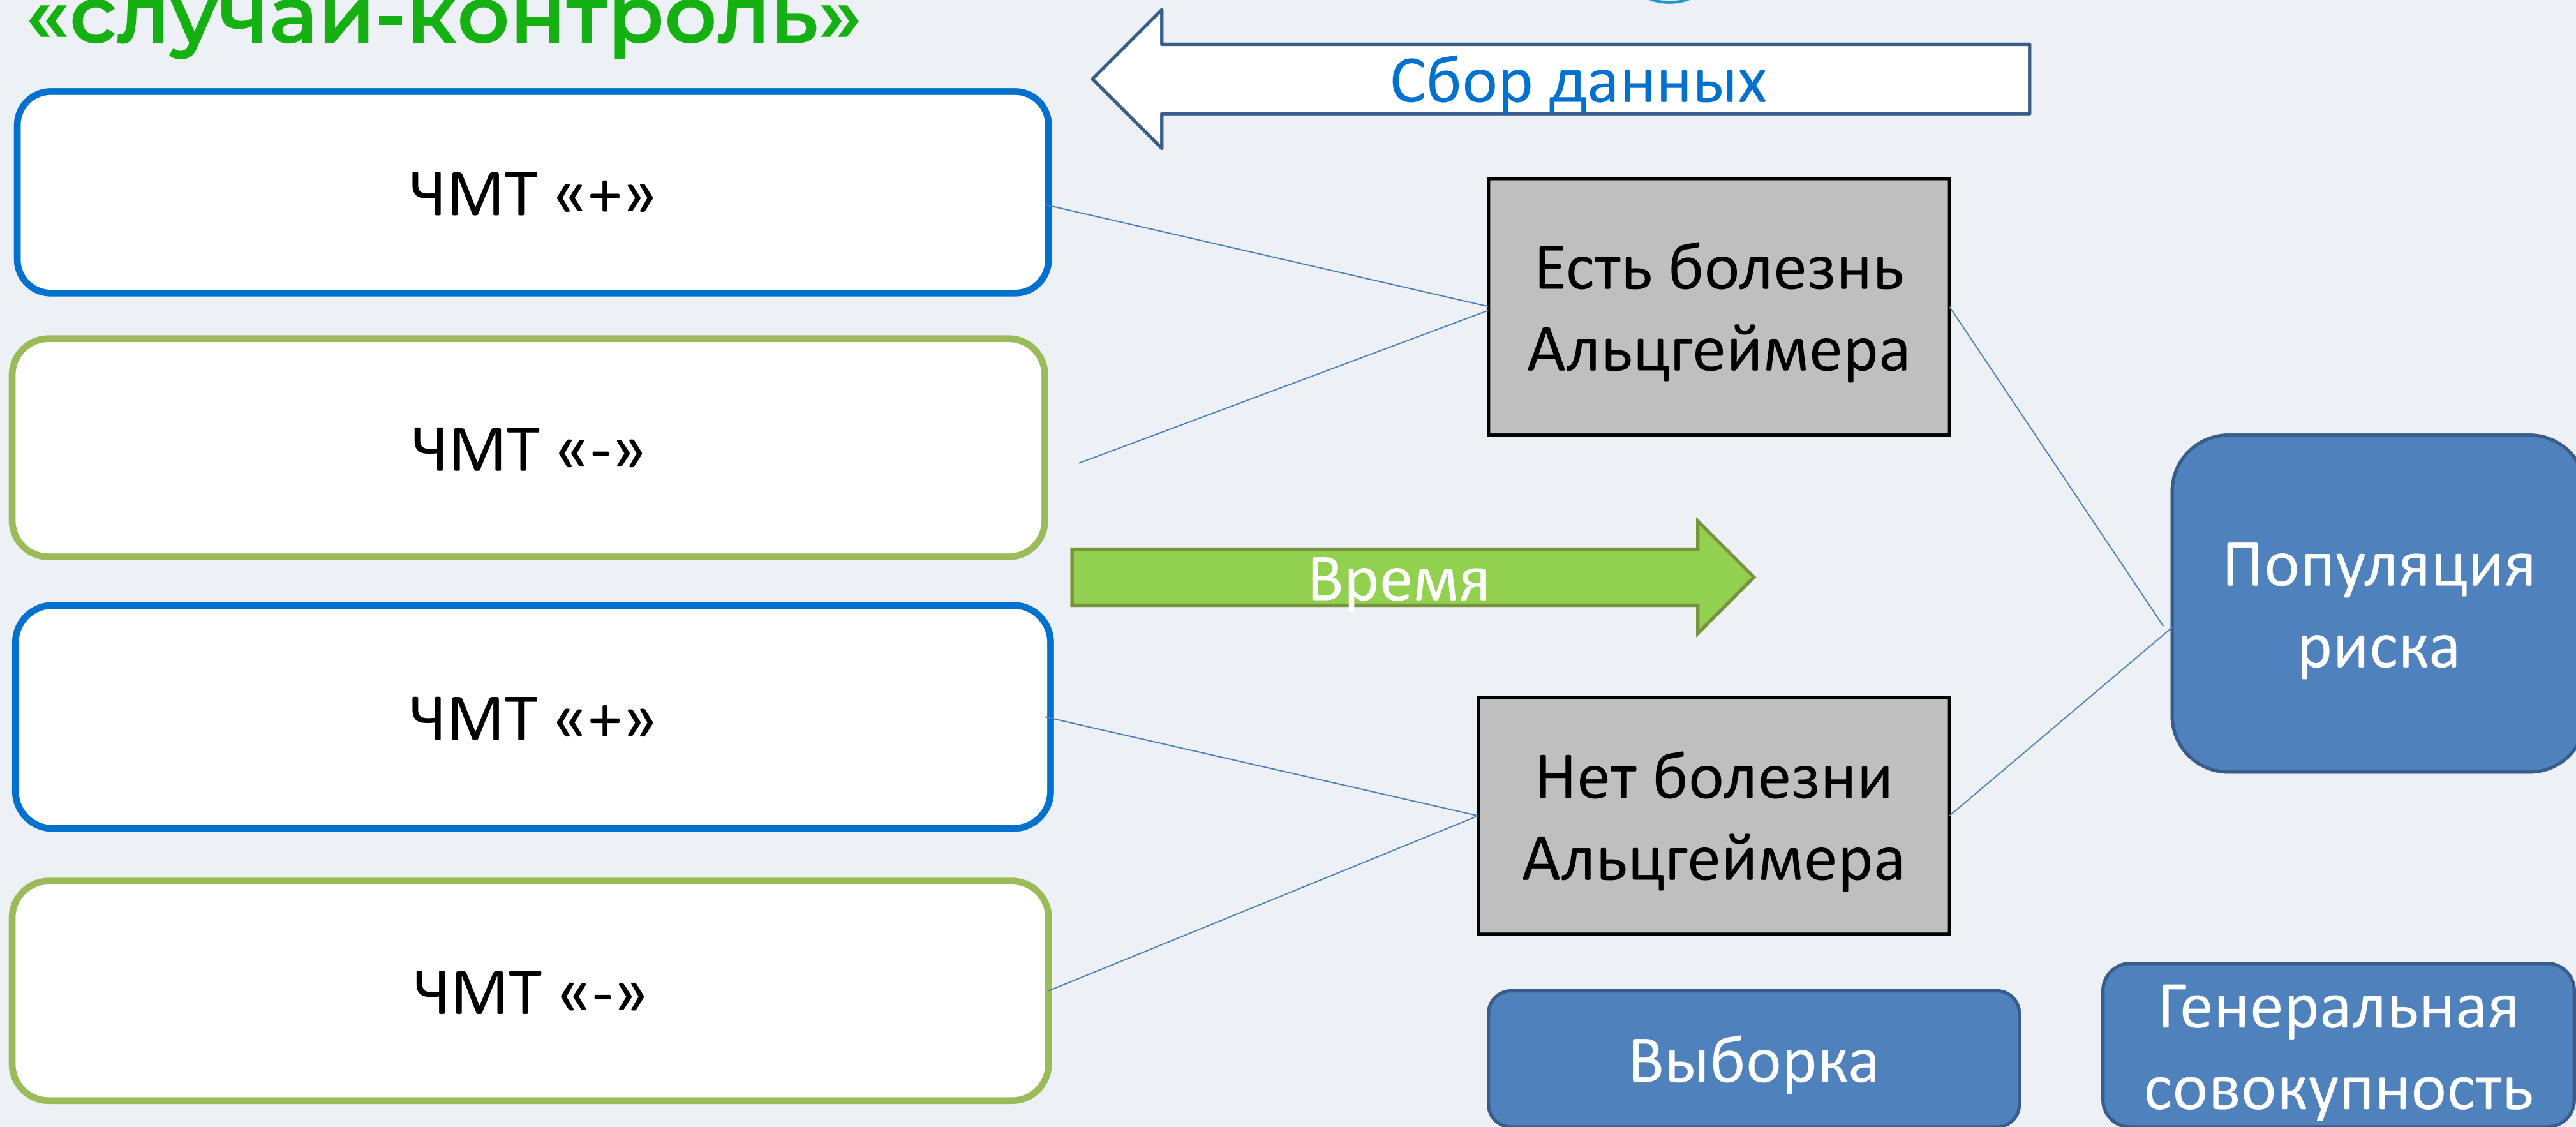 «случай-контроль»
Сбор данных
ЧМТ «+»
Есть болезнь
Альцгеймера
ЧМТ «-»
Время
Популяция
риска
ЧМТ «+»
Нет болезни
Альцгеймера
ЧМТ «-»
Выборка
Генеральная
совокупность